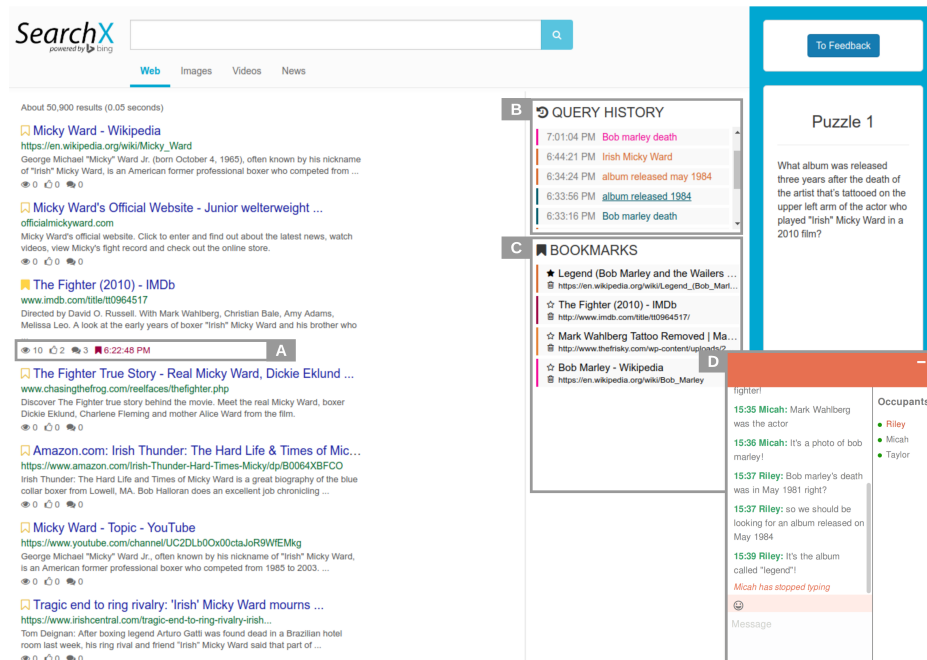 SearchX
powered by bing
Web Images Videos News
About 50,900 results (0.05 seconds)
Micky Ward - Wikipedia
https://en.wikipedia.org/wiki/Micky_Ward
George Michael "Micky" Ward Jr. (born October 4, 1965), often known by his nickname
of "Irish" Micky Ward, is an American former professional boxer who competed from ...
0 0 0
Micky Ward's Official Website - Junior welterweight ...
officialmickyward.com
Micky Ward's official website. Click to enter and find out about the latest news, watch
videos, view Micky's fight record and check out the online store.
0 0 0
The Fighter (2010) - IMDb
www.imdb.com/title/tt0964517
Directed by David O. Russell. With Mark Wahlberg, Christian Bale, Amy Adams,
Melissa Leo. A look at the early years of boxer "Irish" Micky Ward and his brother who
10 2 3 6:22:48 PM
A
The Fighter True Story - Real Micky Ward, Dickie Eklund ...
www.chasingthefrog.com/reelfaces/thefighter.php
Discover The Fighter true story behind the movie. Meet the real Micky Ward, boxer
Dickie Eklund, Charlene Fleming and mother Alice Ward from the film.
0 0 0
Amazon.com: Irish Thunder: The Hard Life & Times of Mic...
https://www.amazon.com/Irish-Thunder-Hard-Times-Micky/dp/B0064XBFCO
Irish Thunder: The Hard Life and Times of Micky Ward is a great biography of the blue
collar boxer from Lowell, MA. Bob Halloran does an excellent job chronicling ...
0 0 0
Micky Ward - Topic - YouTube
https://www.youtube.com/channel/UC2DLb0Ox00ctaJoR9WfEMkg
George Michael "Micky" Ward Jr., often known by his nickname of "Irish" Micky Ward,
is an American former professional boxer who competed from 1985 to 2003. ...
0 0 0
Tragic end to ring rivalry: 'Irish' Micky Ward mourns ...
https://www.irishcentral.com/tragic-end-to-ring-rivalry-irish...
Tom Deignan: After boxing legend Arturo Gatti was found dead in a Brazilian hotel
room last week, his ring rival and friend "Irish" Micky Ward said that part of ...
0 0 0
B
QUERY HISTORY
7:01:04 PM Bob marley death
6:44:21 PM Irish Micky Ward
6:34:24 PM album released may 1984
6:33:56 PM album released 1984
6:33:16 PM Bob marley death
C
BOOKMARKS
Legend (Bob Marley and the Wailers ...
https://en.wikipedia.org/wiki/Legend_(Bob_Marl...
The Fighter (2010) - IMDb
http://www.imdb.com/title/tt0964517/
Mark Wahlberg Tattoo Removed | Ma...
http://www.thefrisky.com/wp-content/uploads/2...
Bob Marley - Wikipedia
https://en.wikipedia.org/wiki/Bob_Marley
To Feedback
Puzzle 1
What album was released
three years after the death of
the artist that's tattooed on the
upper left arm of the actor who
played "Irish" Micky Ward in a
2010 film?
D
fighter!
15:35 Micah: Mark Wahlberg
was the actor
15:36 Micah: It's a photo of bob
marley!
15:37 Riley: Bob marley's death
was in May 1981 right?
15:37 Riley: so we should be
looking for an album released on
May 1984
15:39 Riley: It's the album
called "legend"!
Micah has stopped typing
Message
Occupants
Riley
Micah
Taylor